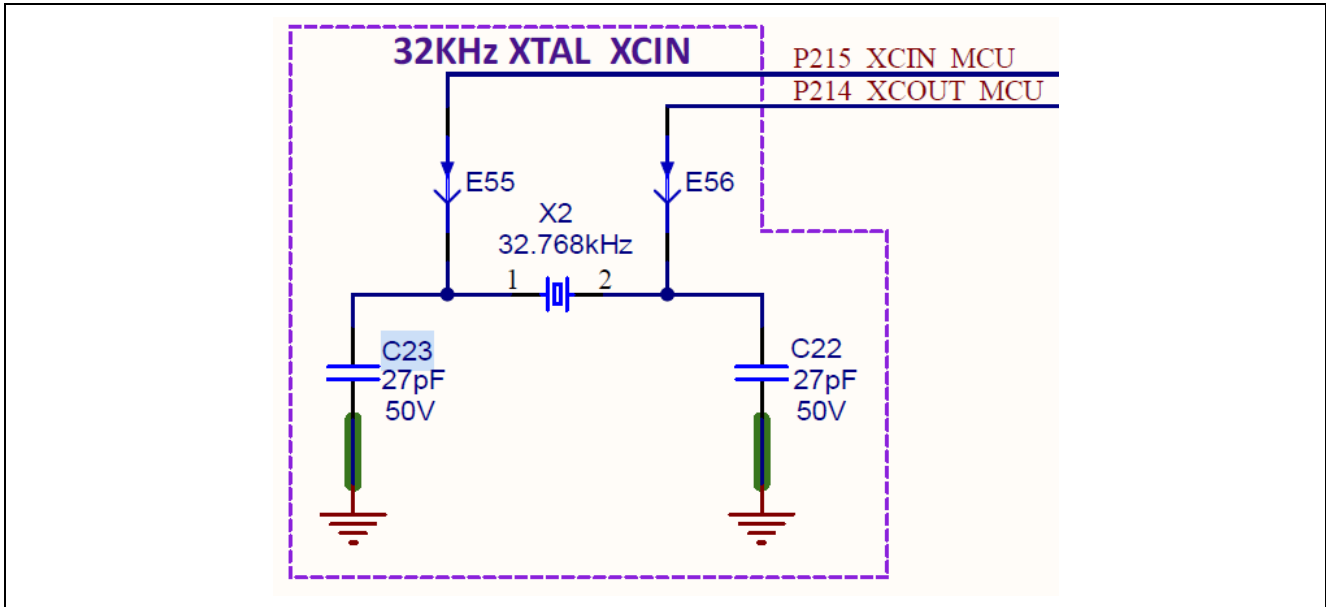 32KHz XTAL XCIN
P215 XCIN MCU
P214 XCOUT MCU
E55
E56
X2
32.768kHz
1
2
C23
27pF
50V
C22
27pF
50V